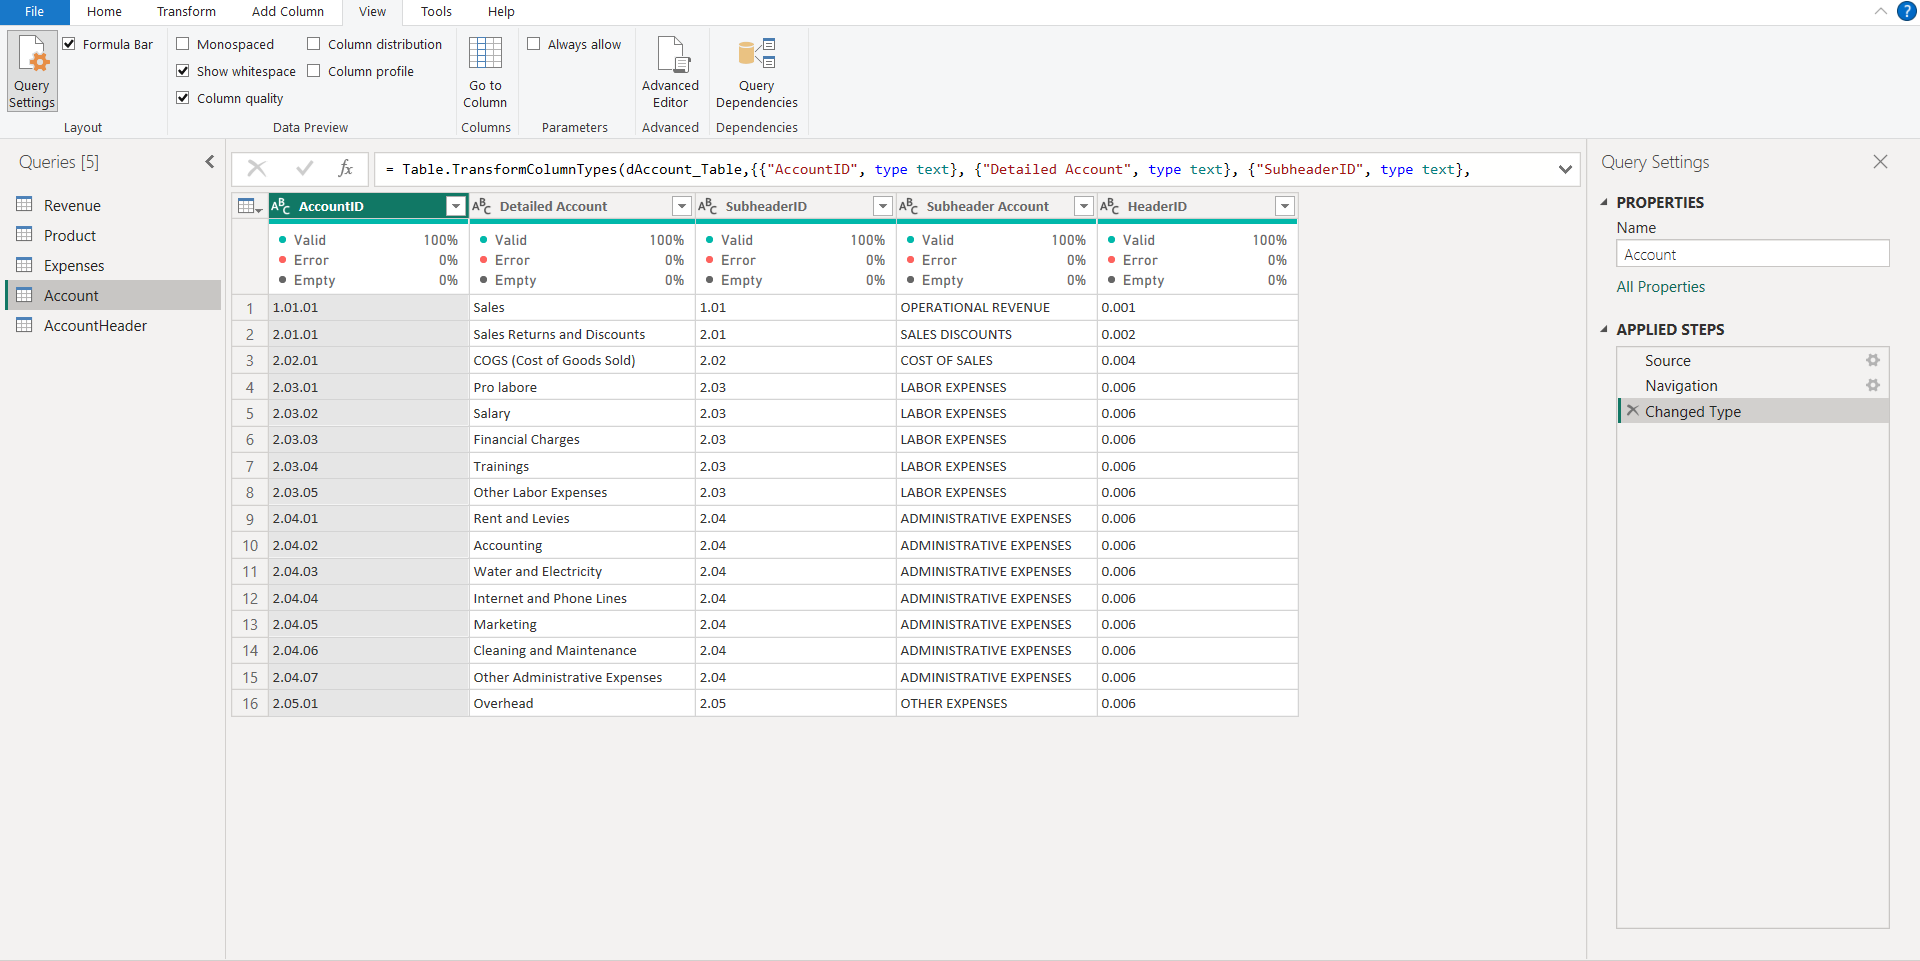 File Home Transform Add Column View Tools Help ?
Query Settings
Formula Bar
Layout
Monospaced Column distribution
Show whitespace Column profile
Column quality
Data Preview
Go to Column
Columns
Always allow
Parameters
Advanced Editor
Advanced
Query Dependencies
Dependencies
Queries [5]
Revenue
Product
Expenses
Account
AccountHeader
fx = Table.TransformColumnTypes(dAccount_Table,{{"AccountID", type text}, {"Detailed Account", type text}, {"SubheaderID", type text},
ABC AccountID ABC Detailed Account ABC SubheaderID ABC Subheader Account ABC HeaderID
Valid 100% Valid 100% Valid 100% Valid 100% Valid 100%
Error 0% Error 0% Error 0% Error 0% Error 0%
Empty 0% Empty 0% Empty 0% Empty 0% Empty 0%
1 1.01.01 Sales 1.01 OPERATIONAL REVENUE 0.001
2 2.01.01 Sales Returns and Discounts 2.01 SALES DISCOUNTS 0.002
3 2.02.01 COGS (Cost of Goods Sold) 2.02 COST OF SALES 0.004
4 2.03.01 Pro labore 2.03 LABOR EXPENSES 0.006
5 2.03.02 Salary 2.03 LABOR EXPENSES 0.006
6 2.03.03 Financial Charges 2.03 LABOR EXPENSES 0.006
7 2.03.04 Trainings 2.03 LABOR EXPENSES 0.006
8 2.03.05 Other Labor Expenses 2.03 LABOR EXPENSES 0.006
9 2.04.01 Rent and Levies 2.04 ADMINISTRATIVE EXPENSES 0.006
10 2.04.02 Accounting 2.04 ADMINISTRATIVE EXPENSES 0.006
11 2.04.03 Water and Electricity 2.04 ADMINISTRATIVE EXPENSES 0.006
12 2.04.04 Internet and Phone Lines 2.04 ADMINISTRATIVE EXPENSES 0.006
13 2.04.05 Marketing 2.04 ADMINISTRATIVE EXPENSES 0.006
14 2.04.06 Cleaning and Maintenance 2.04 ADMINISTRATIVE EXPENSES 0.006
15 2.04.07 Other Administrative Expenses 2.04 ADMINISTRATIVE EXPENSES 0.006
16 2.05.01 Overhead 2.05 OTHER EXPENSES 0.006
Query Settings
PROPERTIES
Name
Account
All Properties
APPLIED STEPS
Source
Navigation
Changed Type